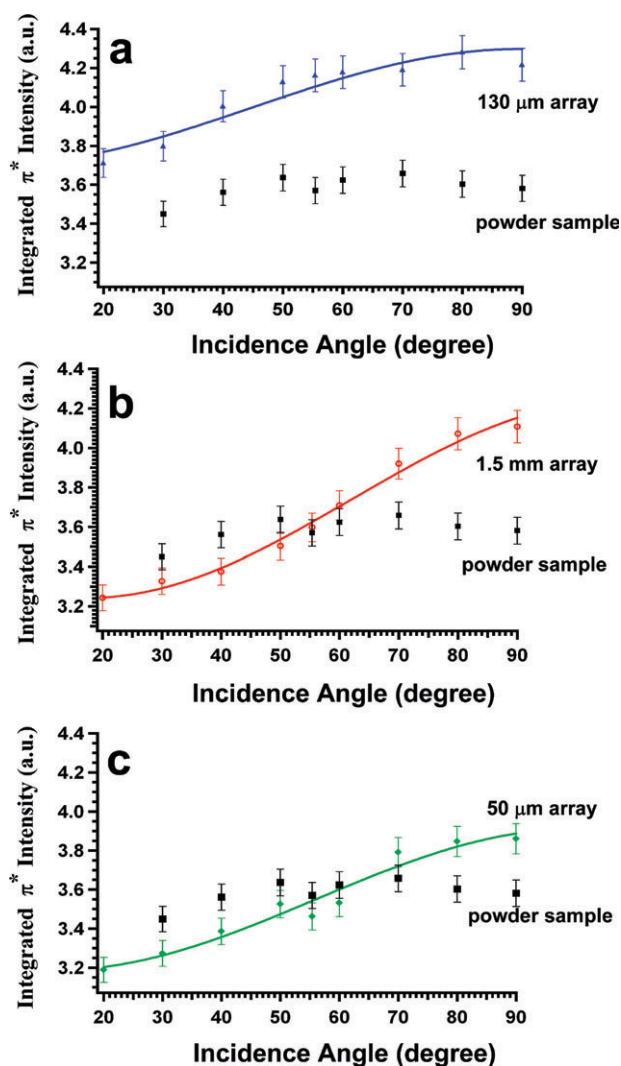 a
Integrated π* Intensity (a.u.)
4.4
4.2
4.0
3.8
3.6
3.4
3.2
130 μm array
powder sample
20 30 40 50 60 70 80 90
Incidence Angle (degree)
b
Integrated π* Intensity (a.u.)
4.4
4.2
4.0
3.8
3.6
3.4
3.2
1.5 mm array
powder sample
20 30 40 50 60 70 80 90
Incidence Angle (degree)
c
Integrated π* Intensity (a.u.)
4.4
4.2
4.0
3.8
3.6
3.4
3.2
50 μm array
powder sample
20 30 40 50 60 70 80 90
Incidence Angle (degree)